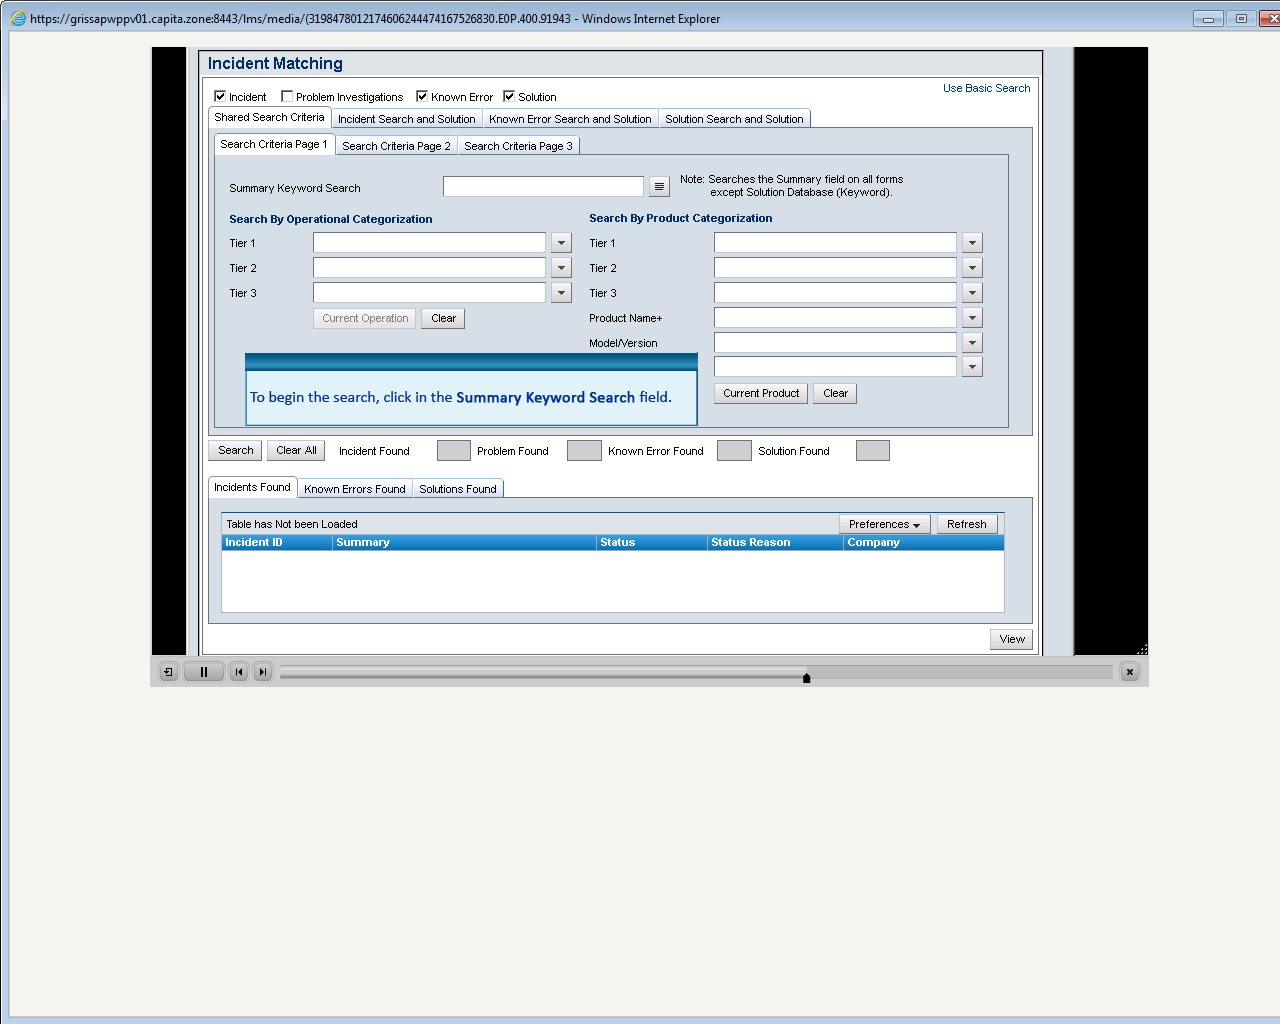 https://grissapwppv01.capita.zone:8443/lms/media/(3198478012174606244474167526830.E0P.400.91943 - Windows Internet Explorer
Incident Matching
Use Basic Search
Incident Problem Investigations Known Error Solution
Shared Search Criteria Incident Search and Solution Known Error Search and Solution Solution Search and Solution
Search Criteria Page 1 Search Criteria Page 2 Search Criteria Page 3
Summary Keyword Search
Note: Searches the Summary field on all forms
except Solution Database (Keyword).
Search By Operational Categorization
Search By Product Categorization
Tier 1 Tier 1
Tier 2 Tier 2
Tier 3 Tier 3
Current Operation Clear
Product Name+
Model/Version
To begin the search, click in the Summary Keyword Search field.
Current Product Clear
Search Clear All Incident Found Problem Found Known Error Found Solution Found
Incidents Found Known Errors Found Solutions Found
Table has Not been Loaded Preferences Refresh
Incident ID Summary Status Status Reason Company
View